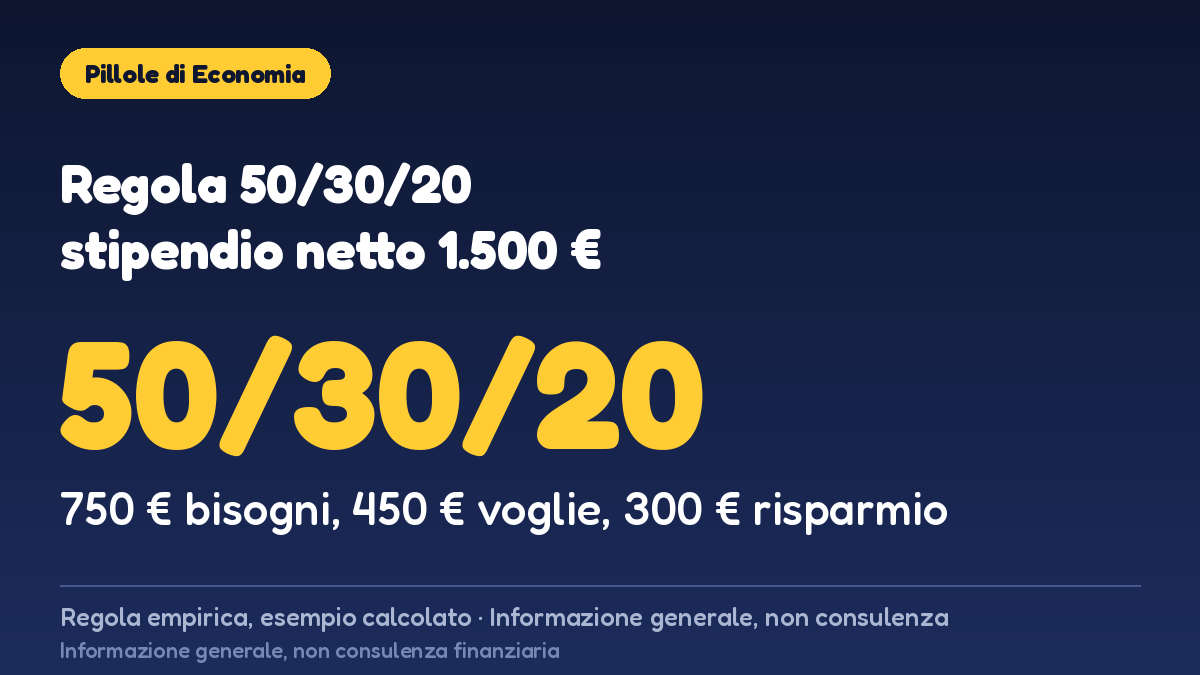 Pillole di Economia
Regola 50/30/20
stipendio netto 1.500 €
50/30/20
750 € bisogni, 450 € voglie, 300 € risparmio
Regola empirica, esempio calcolato · Informazione generale, non consulenza
Informazione generale, non consulenza finanziaria